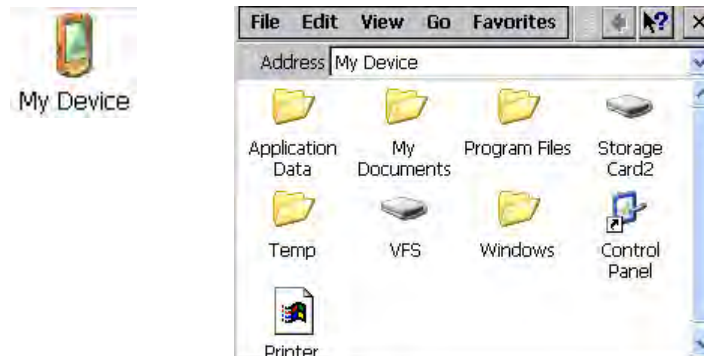 My Device
File Edit View Go Favorites ?
Address My Device
Application My Program Files Storage
Data Documents Card2
Temp VFS Windows Control
Panel
Printer